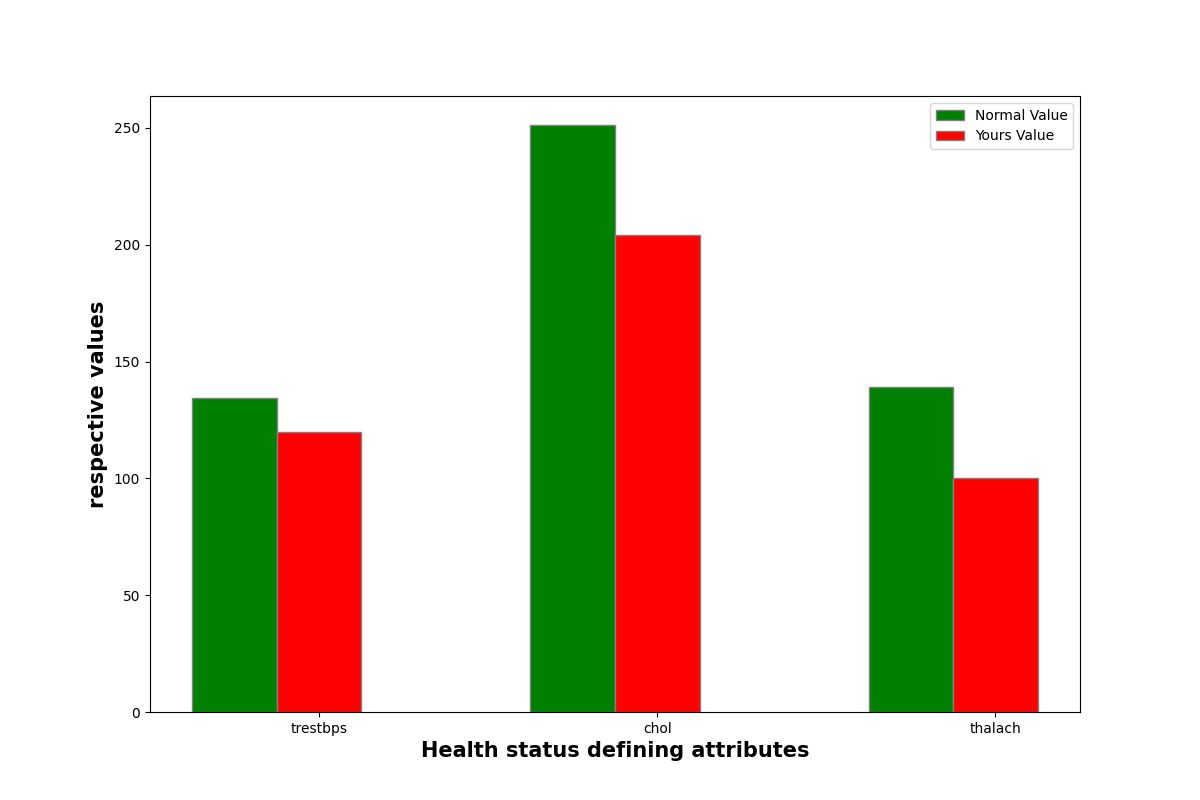 Normal Value
Yours Value
250
200
150
100
50
0
respective values
trestbps
chol
thalach
Health status defining attributes